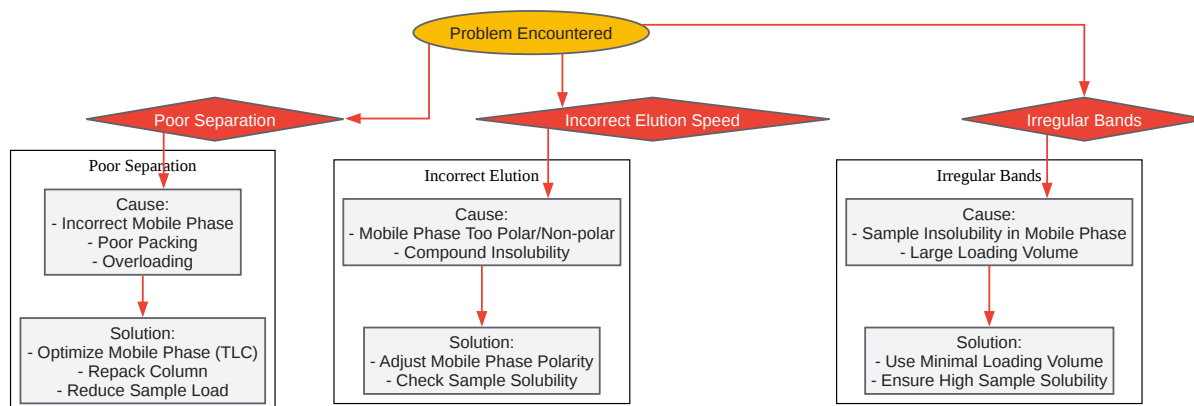 Problem Encountered
Poor Separation
Incorrect Elution Speed
Irregular Bands
Poor Separation
Cause:
- Incorrect Mobile Phase
- Poor Packing
- Overloading
Solution:
- Optimize Mobile Phase (TLC)
- Repack Column
- Reduce Sample Load
Incorrect Elution
Cause:
- Mobile Phase Too Polar/Non-polar
- Compound Insolubility
Solution:
- Adjust Mobile Phase Polarity
- Check Sample Solubility
Irregular Bands
Cause:
- Sample Insolubility in Mobile Phase
- Large Loading Volume
Solution:
- Use Minimal Loading Volume
- Ensure High Sample Solubility